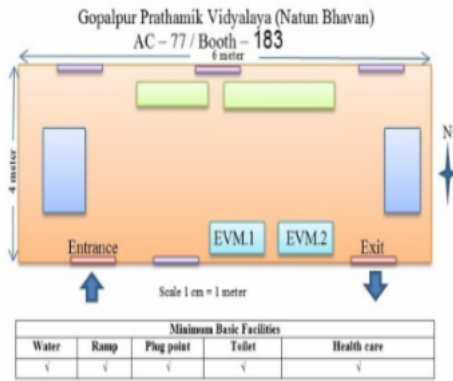 Gopalpur Prathamik Vidyalaya (Natun Bhavan)
AC – 77 / Booth – 183
6 meter
4 meter
N
EVM.1 EVM.2
Entrance Exit
Scale 1 cm = 1 meter
Minimum Basic Facilities
Water Ramp Plug point Toilet Health care
√ √ √ √ √